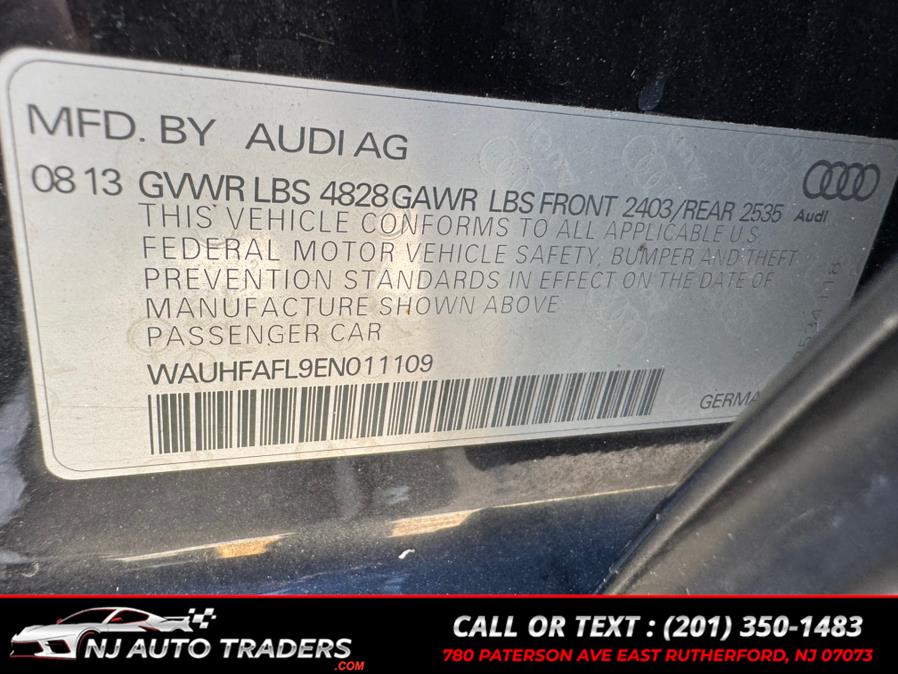 MFD. BY AUDI AG
08 13 GVWR LBS 4828 GAWR LBS FRONT 2403/REAR 2535
Audi
THIS VEHICLE CONFORMS TO ALL APPLICABLE U.S.
FEDERAL MOTOR VEHICLE SAFETY, BUMPER AND THEFT
PREVENTION STANDARDS IN EFFECT ON THE DATE OF
MANUFACTURE SHOWN ABOVE
PASSENGER CAR
WAUHFAFL9EN011109
NJ AUTO TRADERS
.COM
CALL OR TEXT : (201) 350-1483
780 PATERSON AVE EAST RUTHERFORD, NJ 07073